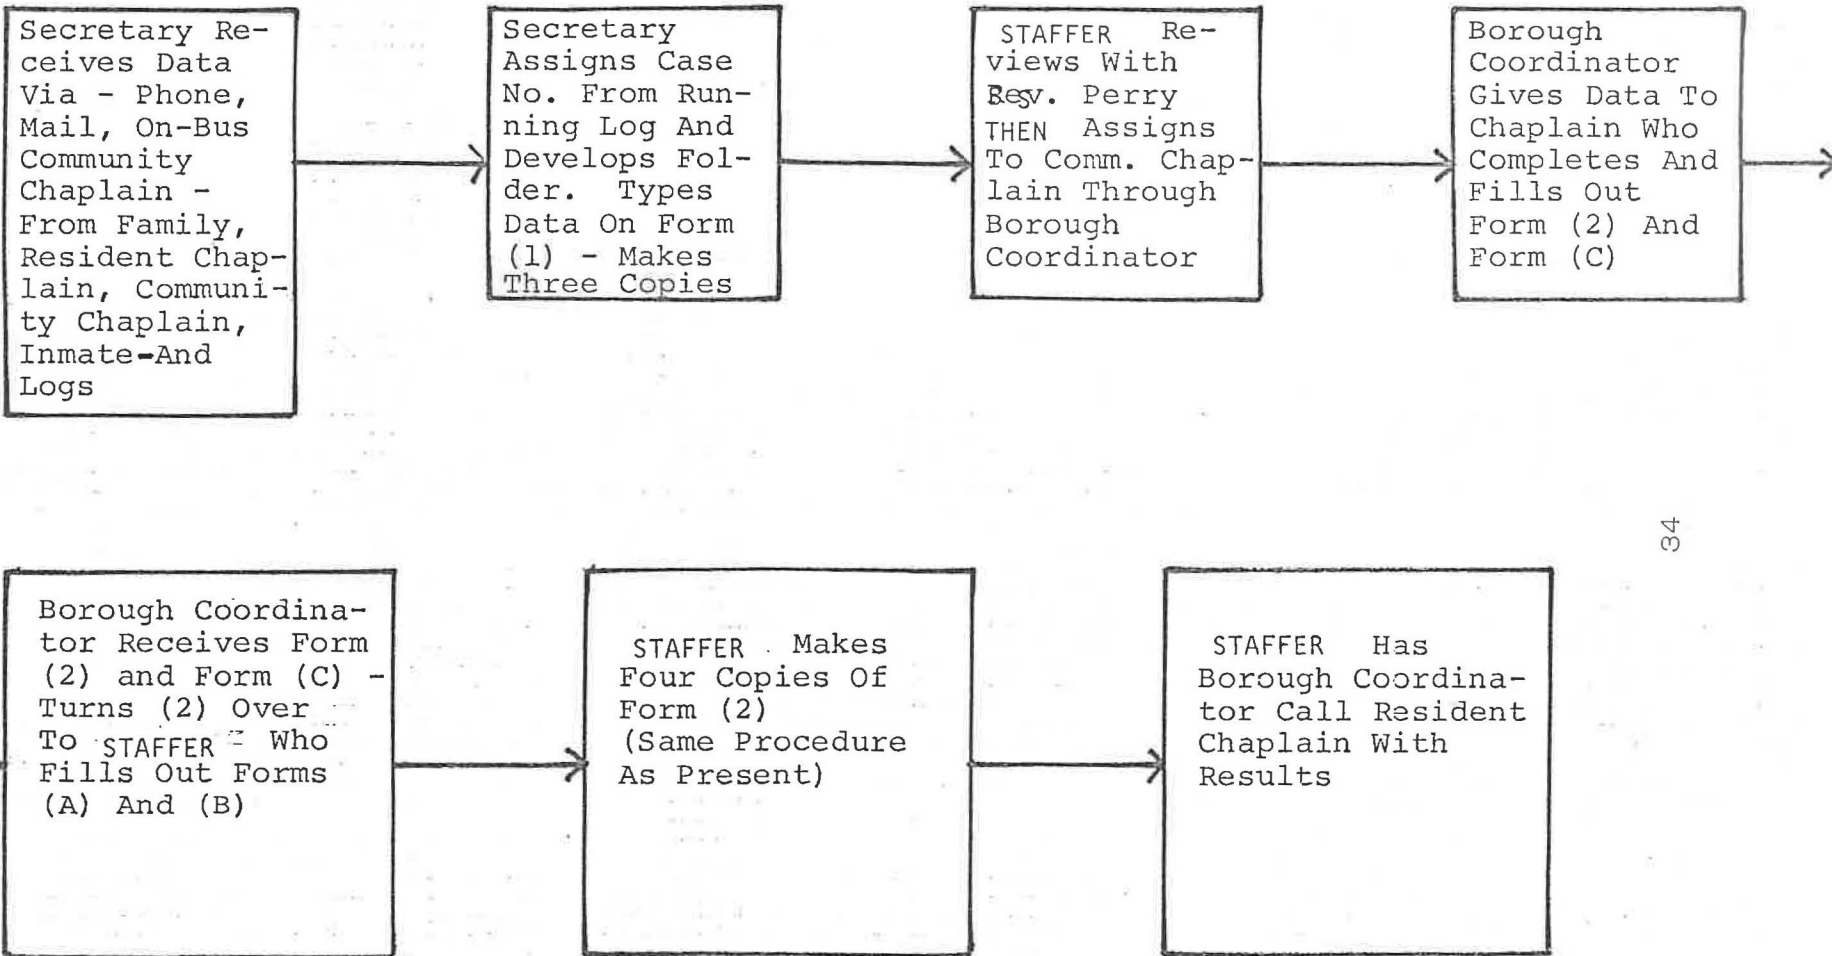 Secretary Re-
ceives Data
Via - Phone,
Mail, On-Bus
Community
Chaplain -
From Family,
Resident Chap-
lain, Communi-
ty Chaplain,
Inmate-And
Logs
Secretary
Assigns Case
No. From Run-
ning Log And
Develops Fol-
der. Types
Data On Form
(1) - Makes
Three Copies
STAFFER Re-
views With
Rev. Perry
THEN Assigns
To Comm. Chap-
lain Through
Borough
Coordinator
Borough
Coordinator
Gives Data To
Chaplain Who
Completes And
Fills Out
Form (2) And
Form (C)
34
Borough Coordina-
tor Receives Form
(2) and Form (C) -
Turns (2) Over
To STAFFER - Who
Fills Out Forms
(A) And (B)
STAFFER Makes
Four Copies Of
Form (2)
(Same Procedure
As Present)
STAFFER Has
Borough Coordina-
tor Call Resident
Chaplain With
Results